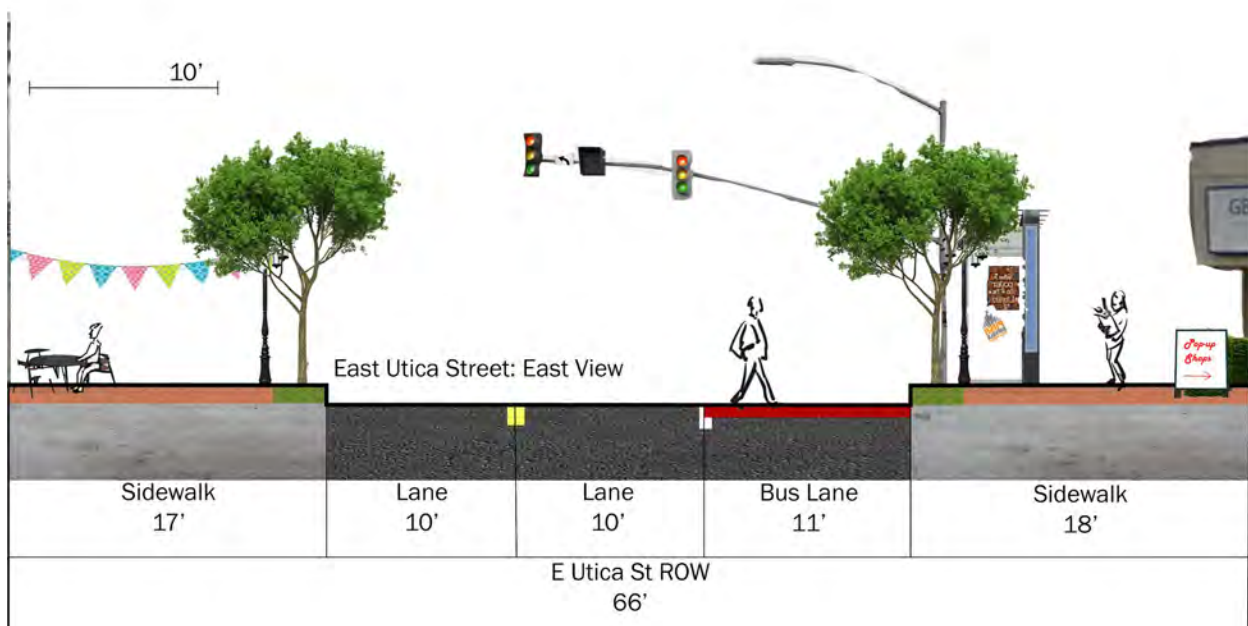 10’
GE
Pop-up
Shops
East Utica Street: East View
Sidewalk
17’
Lane
10’
Lane
10’
Bus Lane
11’
Sidewalk
18’
E Utica St ROW
66’